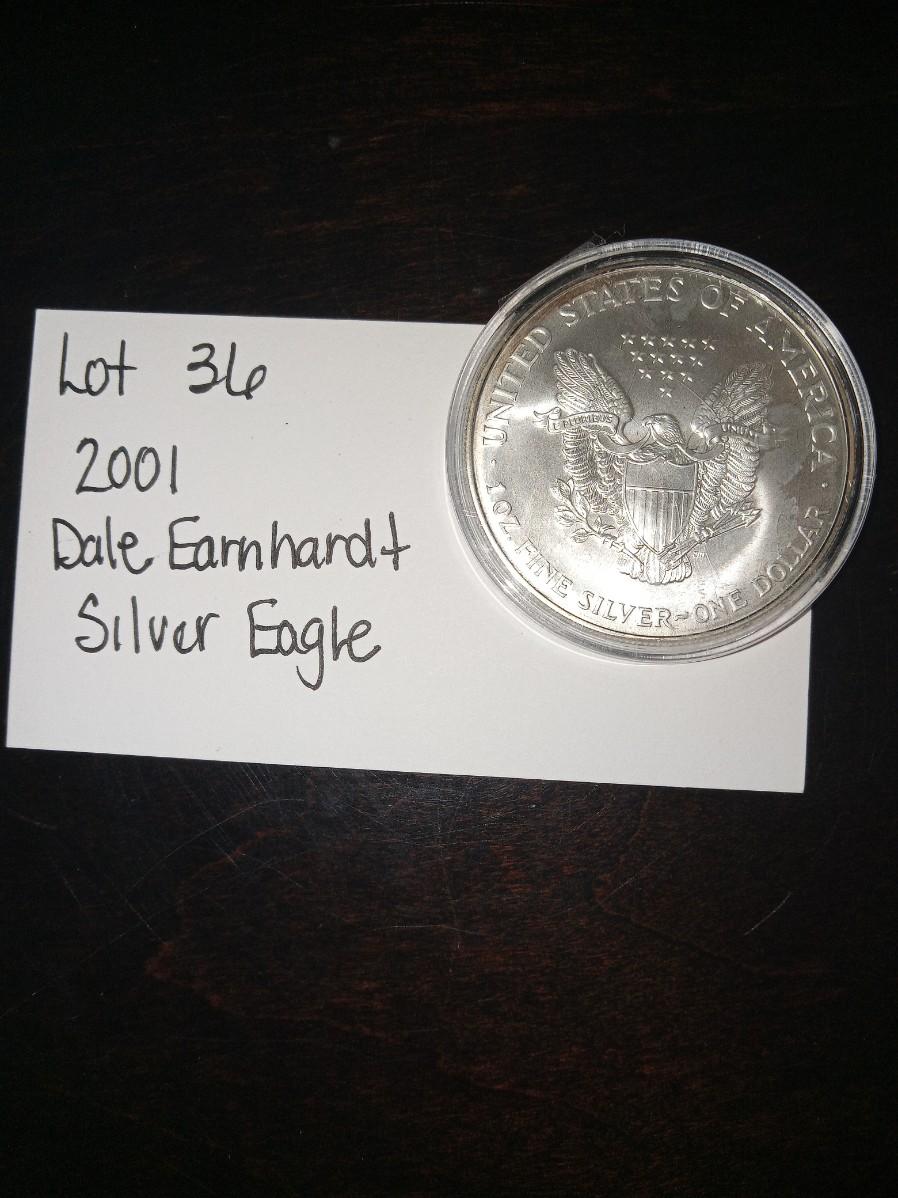 Lot 36
2001
Dale Earnhardt
Silver Eagle
UNITED STATES OF AMERICA
E PLURIBUS UNUM
1 OZ. FINE SILVER~ONE DOLLAR